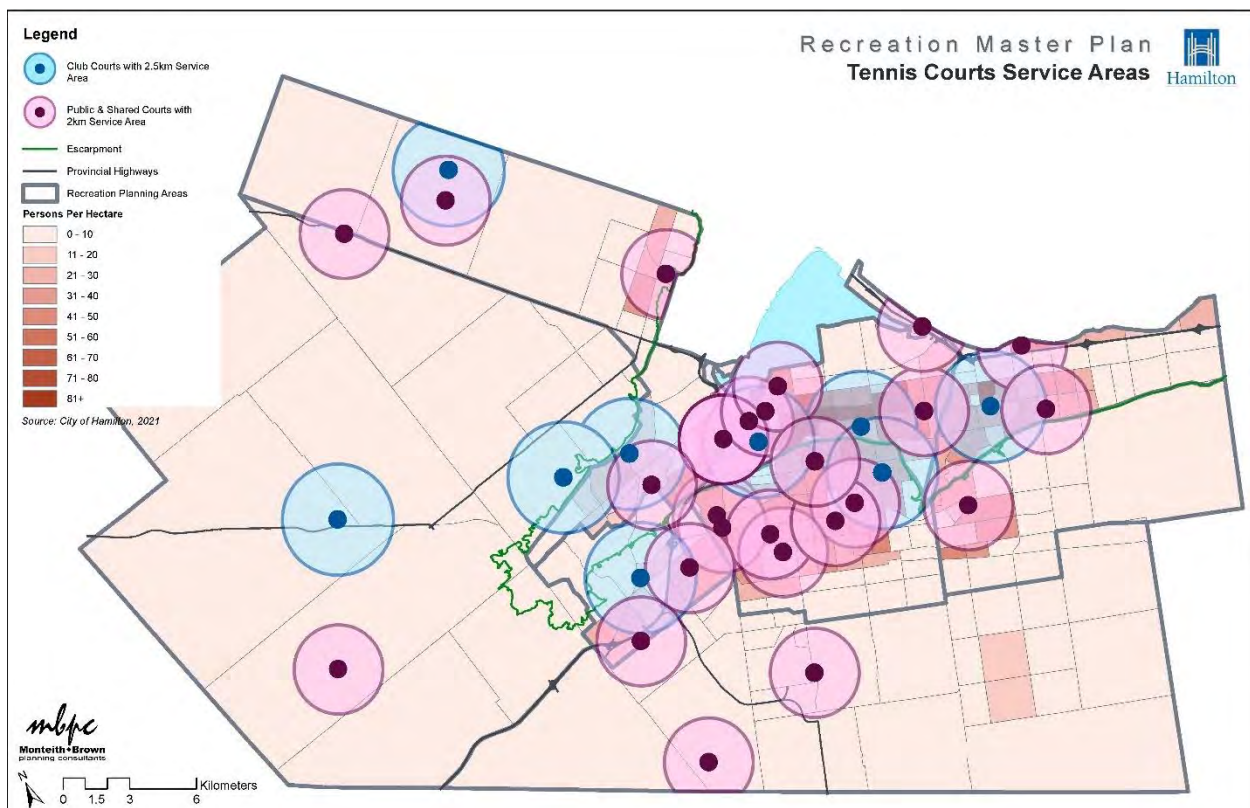 Legend
Club Courts with 2.5km Service
Area
Public & Shared Courts with
2km Service Area
Escarpment
Provincial Highways
Recreation Planning Areas
Persons Per Hectare
0 - 10
11 - 20
21 - 30
31 - 40
41 - 50
51 - 60
61 - 70
71 - 80
81+
Source: City of Hamilton, 2021
Recreation Master Plan
Tennis Courts Service Areas
Hamilton
mbpc
Monteith+Brown
planning consultants
N
Kilometers
0 1.5 3 6